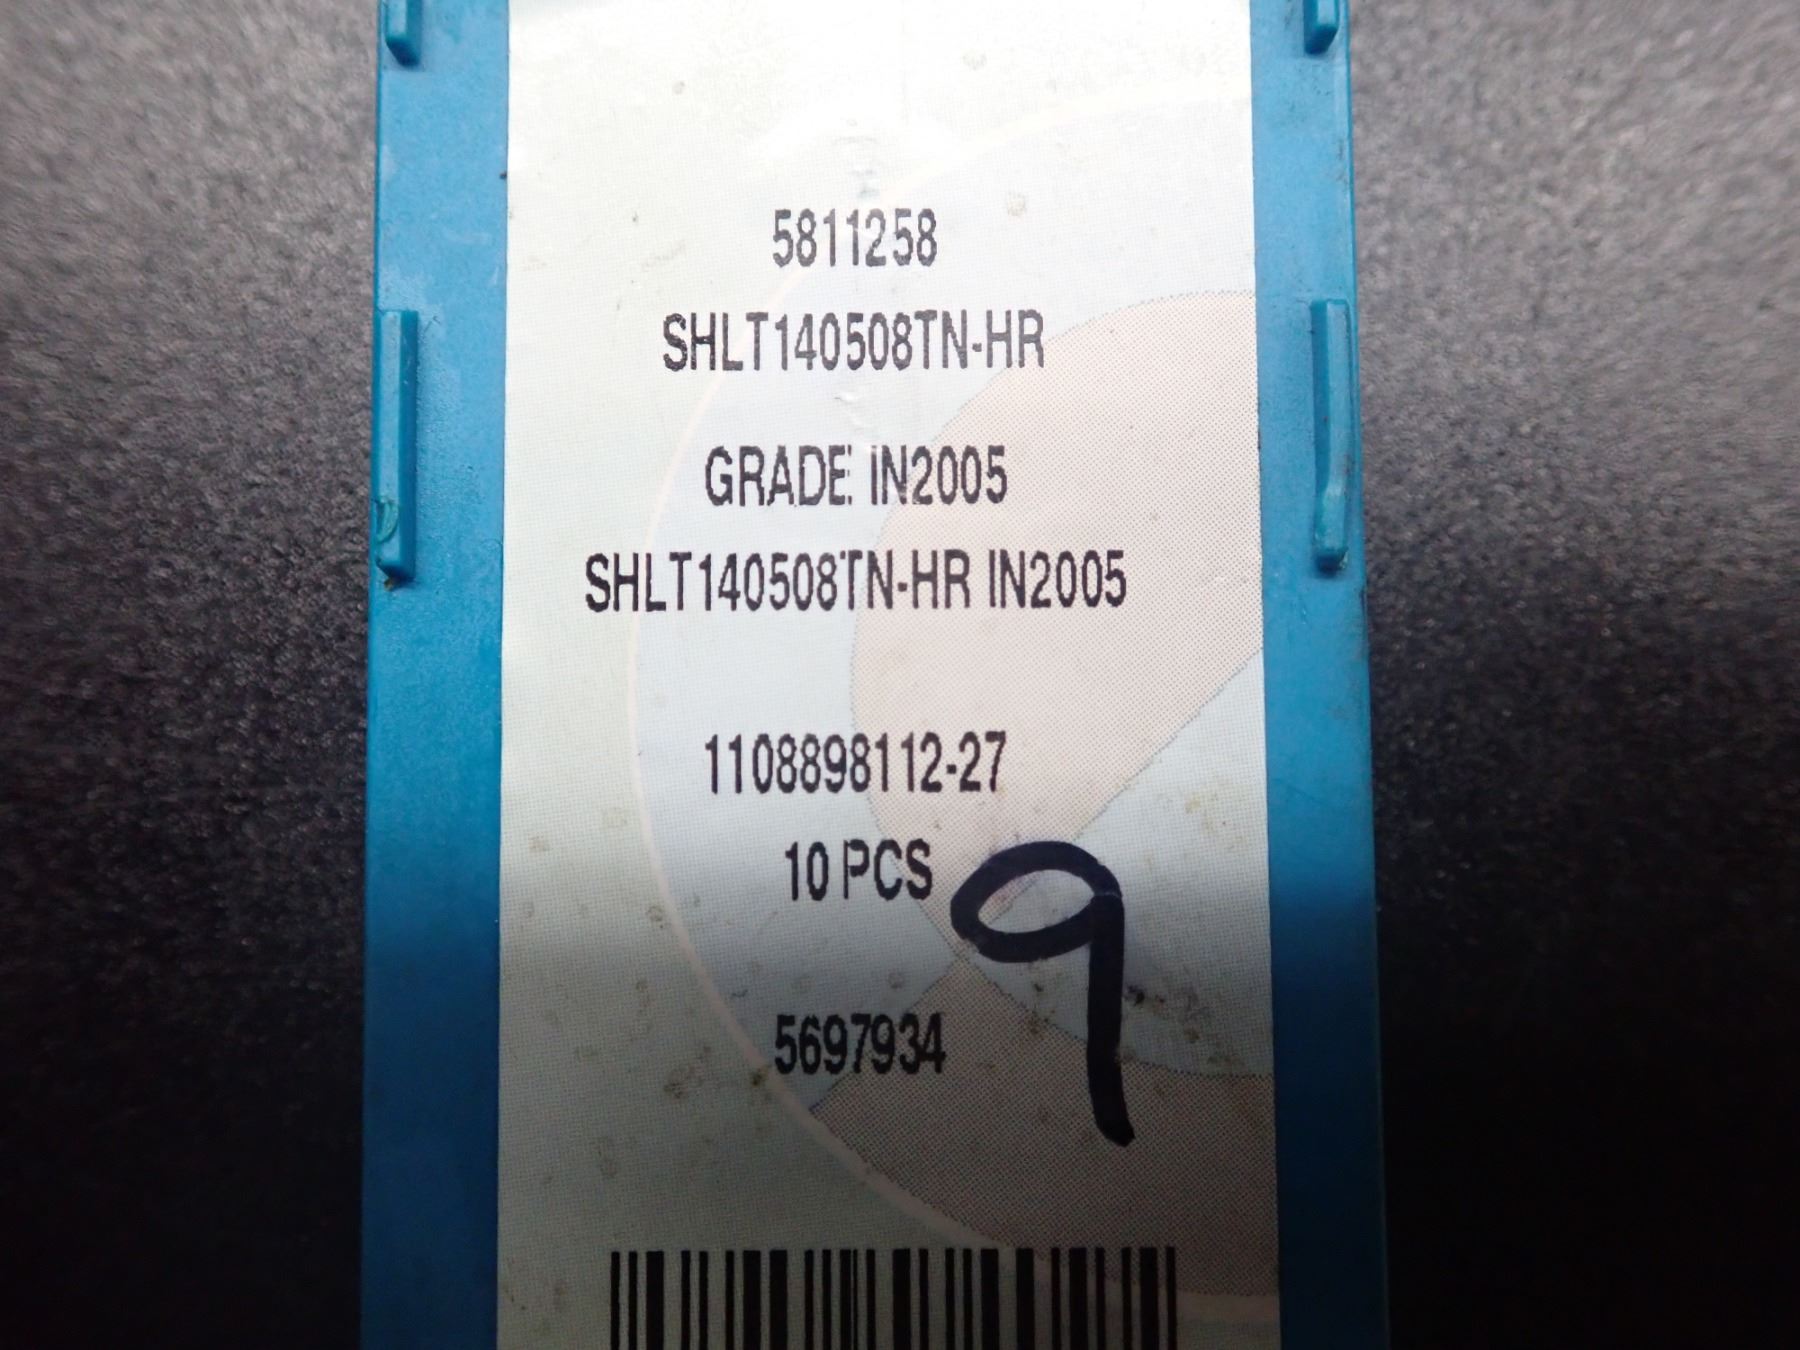 5811258
SHLT140508TN-HR
GRADE: IN2005
SHLT140508TN-HR IN2005
1108898112-27
10 PCS
9
5697934